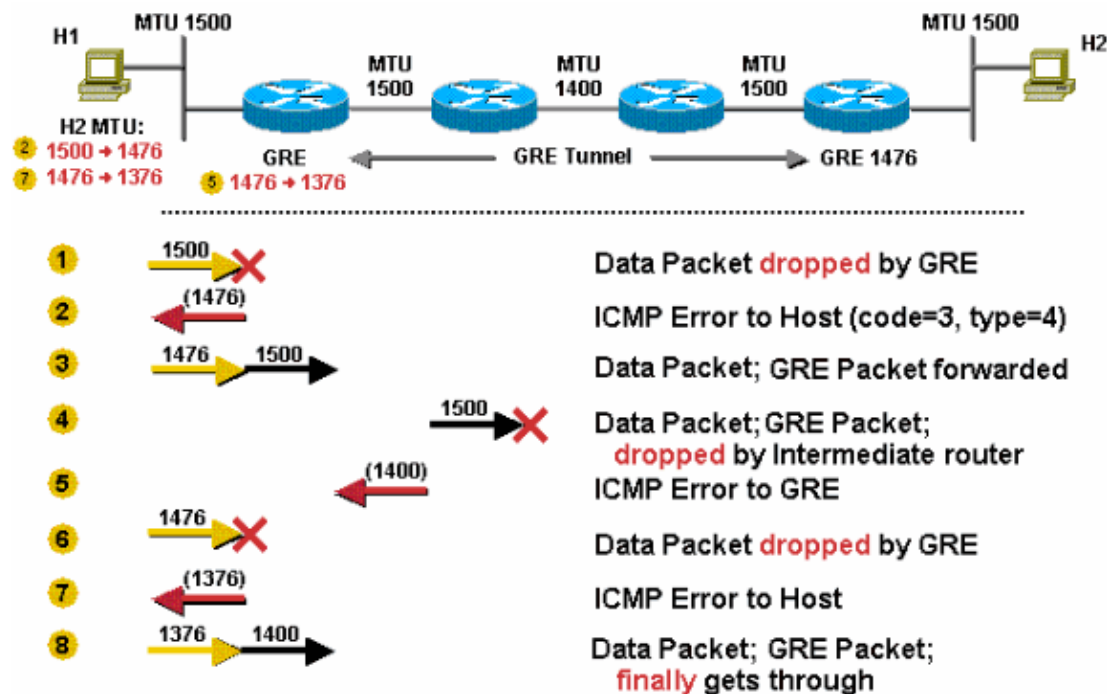 MTU 1500
MTU 1500
H1
H2
MTU 1500
MTU 1400
MTU 1500
H2 MTU:
2 1500 → 1476
7 1476 → 1376
GRE
GRE Tunnel
GRE 1476
5 1476 → 1376
1 1500 Data Packet dropped by GRE
2 (1476) ICMP Error to Host (code=3, type=4)
3 1476 1500 Data Packet; GRE Packet forwarded
4 1500 Data Packet; GRE Packet;
dropped by Intermediate router
5 (1400) ICMP Error to GRE
6 1476 Data Packet dropped by GRE
7 (1376) ICMP Error to Host
8 1376 1400 Data Packet; GRE Packet;
finally gets through